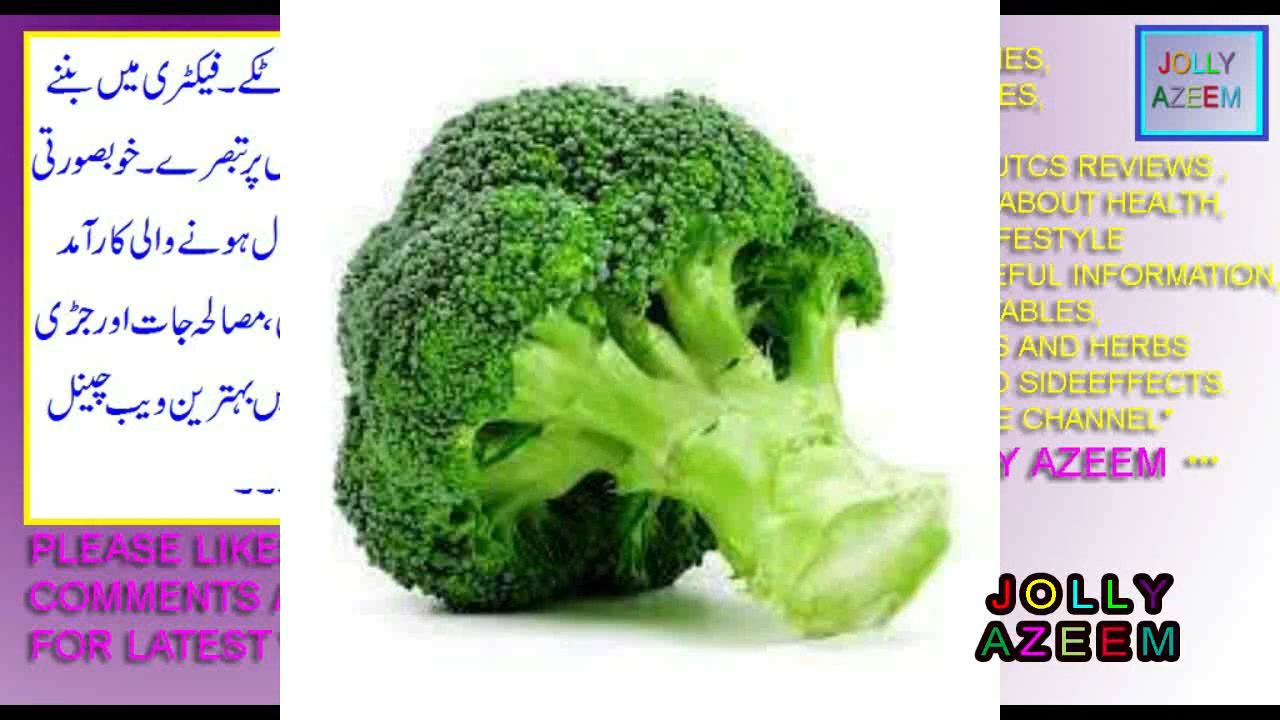 ٹکے۔ فیکٹری میں بننے
پر تبصرے۔ خوبصورتی
ل ہونے والی کارآمد
، مصالحہ جات اور جڑی
بہترین ویب چینل
۔۔۔
PLEASE LIKE
COMMENTS
FOR LATEST
IES,
ES,
UTCS REVIEWS ,
ABOUT HEALTH,
FESTYLE
EFUL INFORMATION,
ABLES,
S AND HERBS
D SIDEEFFECTS.
E CHANNEL"
Y AZEEM ***
JOLLY
AZEEM
JOLLY
AZEEM